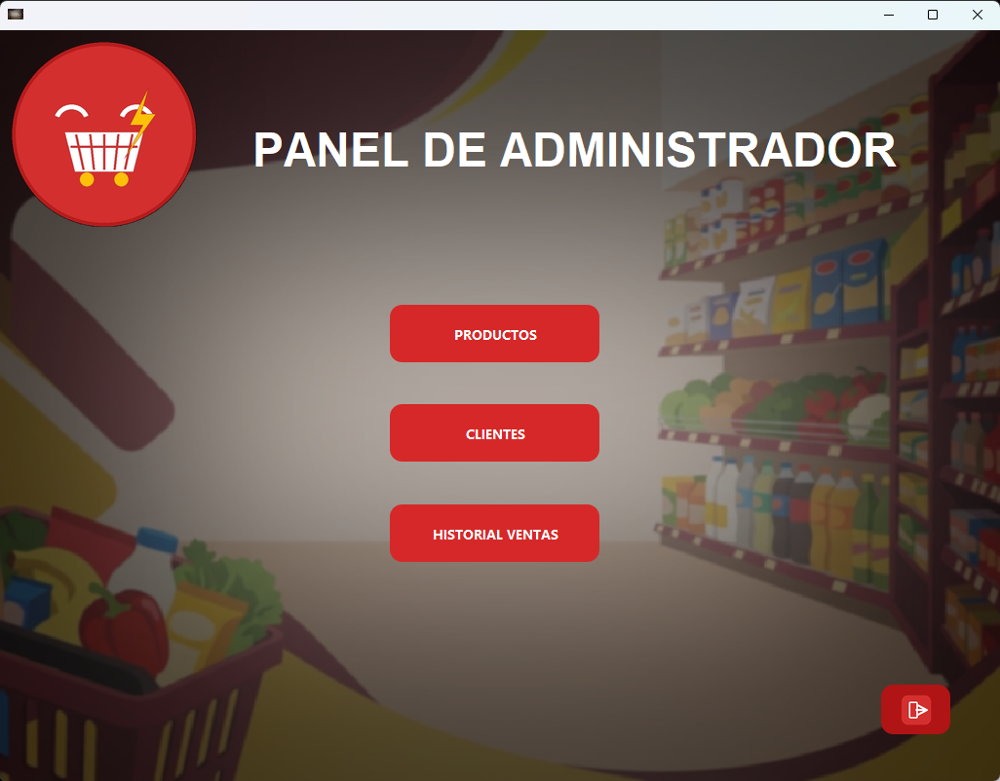 PANEL DE ADMINISTRADOR
PRODUCTOS
CLIENTES
HISTORIAL VENTAS